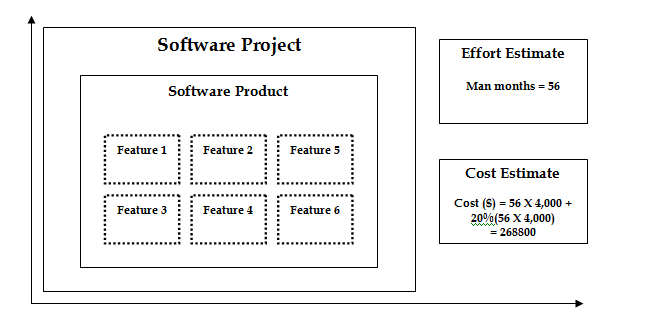 Software Project
Software Product
Feature 1
Feature 2
Feature 5
Feature 3
Feature 4
Feature 6
Effort Estimate
Man months = 56
Cost Estimate
Cost ($) = 56 X 4,000 +
20%(56 X 4,000)
= 268800